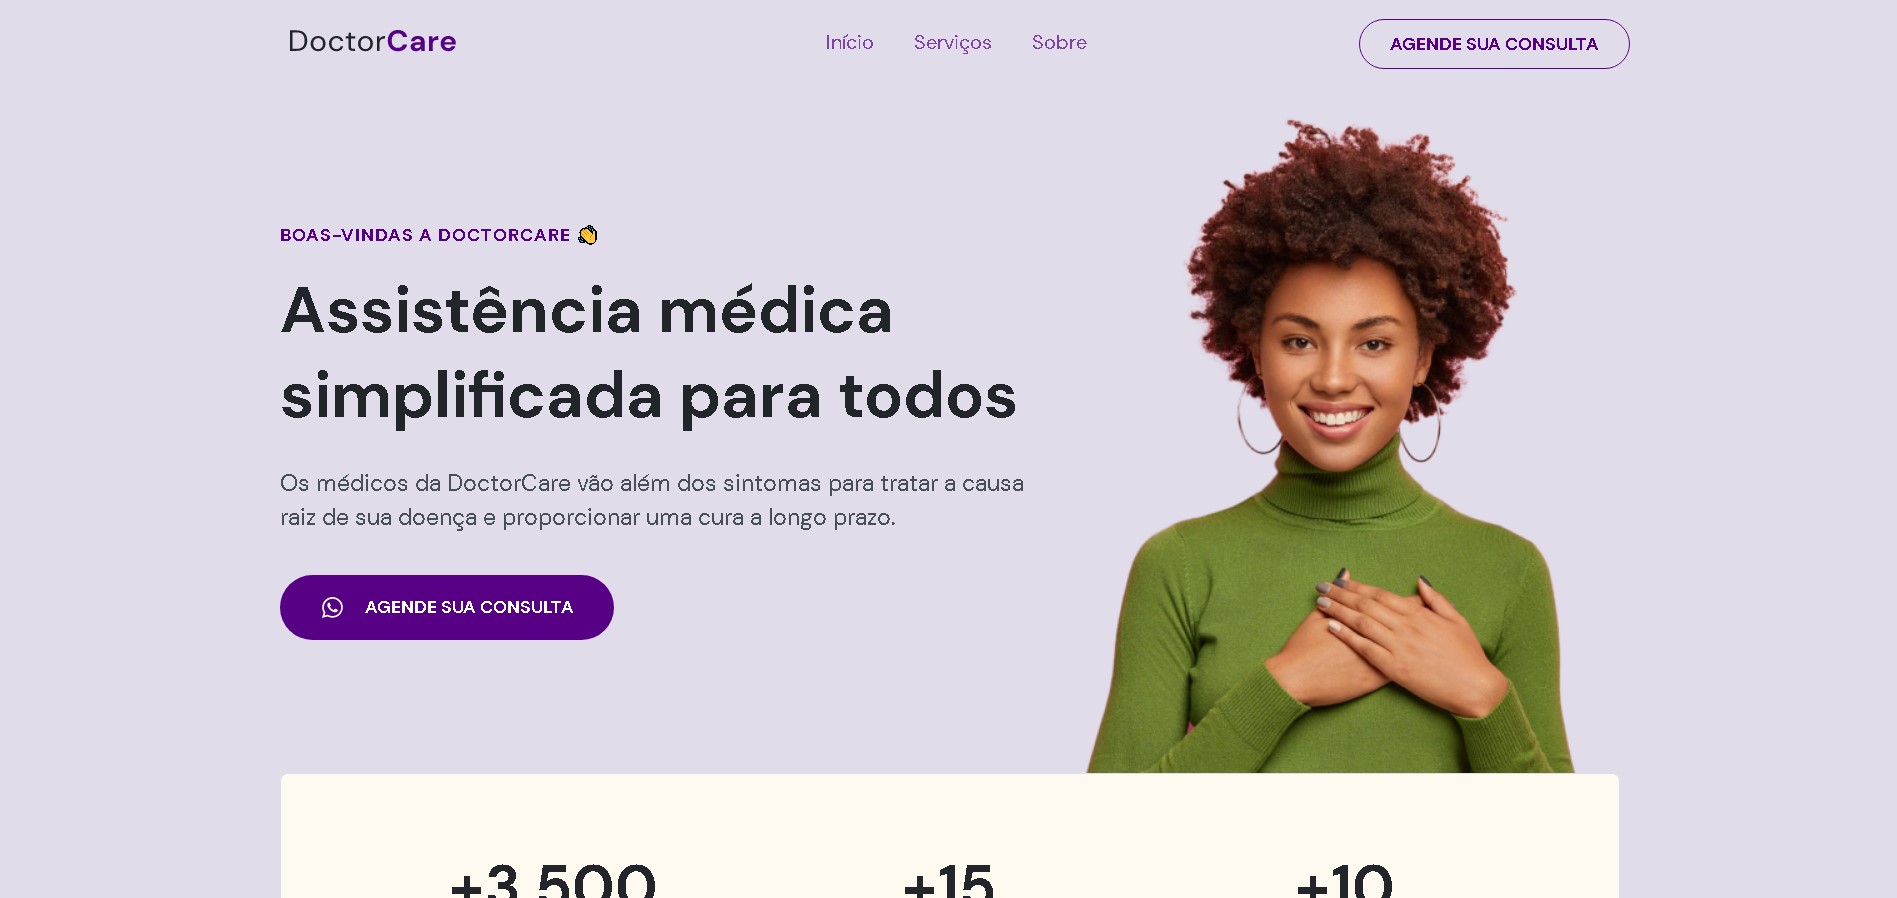 DoctorCare
Início
Serviços
Sobre
AGENDE SUA CONSULTA
BOAS-VINDAS A DOCTORCARE 👋
Assistência médica
simplificada para todos
Os médicos da DoctorCare vão além dos sintomas para tratar a causa
raiz de sua doença e proporcionar uma cura a longo prazo.
AGENDE SUA CONSULTA
+3.500
+15
+10